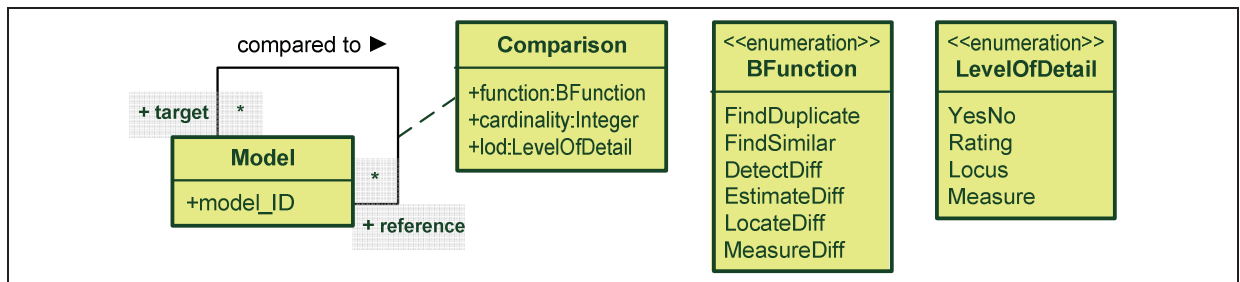 compared to ►
+ target
*
Model
+model_ID
*
+ reference
Comparison
+function:BFunction
+cardinality:Integer
+lod:LevelOfDetail
<<enumeration>>
BFunction
FindDuplicate
FindSimilar
DetectDiff
EstimateDiff
LocateDiff
MeasureDiff
<<enumeration>>
LevelOfDetail
YesNo
Rating
Locus
Measure